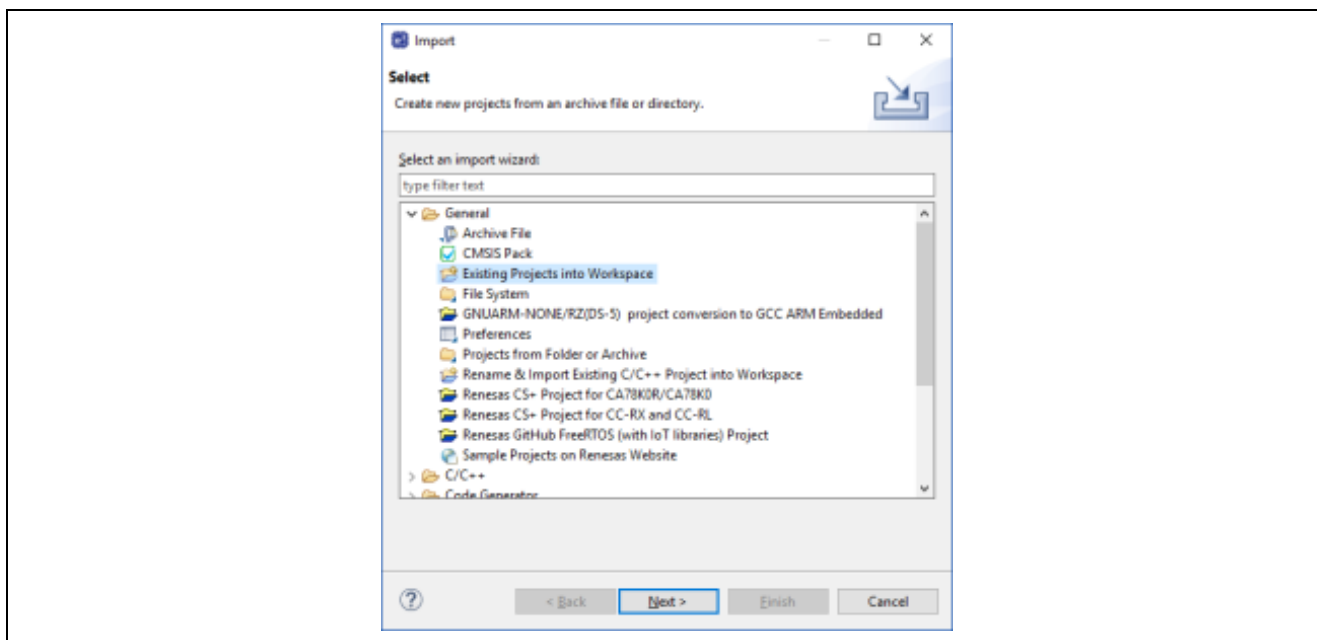 Import
Select
Create new projects from an archive file or directory.
Select an import wizard:
type filter text
General
Archive File
CMSIS Pack
Existing Projects into Workspace
File System
GNUARM-NONE/RZ(DS-5) project conversion to GCC ARM Embedded
Preferences
Projects from Folder or Archive
Rename & Import Existing C/C++ Project into Workspace
Renesas CS+ Project for CA78K0R/CA78K0
Renesas CS+ Project for CC-RX and CC-RL
Renesas GitHub FreeRTOS (with IoT libraries) Project
Sample Projects on Renesas Website
C/C++
Code Generator
? < Back Next > Finish Cancel